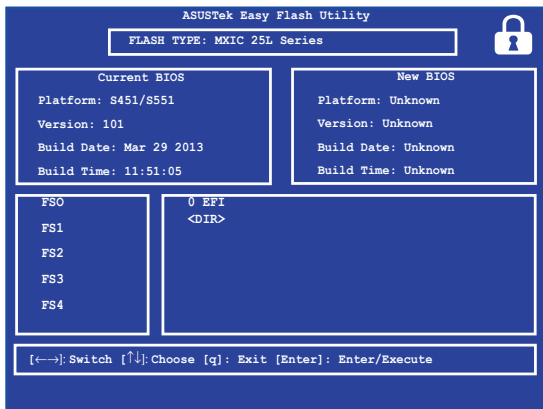 ASUSTek Easy Flash Utility
FLASH TYPE: MXIC 25L Series
Current BIOS
Platform: S451/S551
Version: 101
Build Date: Mar 29 2013
Build Time: 11:51:05
New BIOS
Platform: Unknown
Version: Unknown
Build Date: Unknown
Build Time: Unknown
FSO
FS1
FS2
FS3
FS4
0 EFI
<DIR>
[←→]: Switch [↑↓]: Choose [q]: Exit [Enter]: Enter/Execute